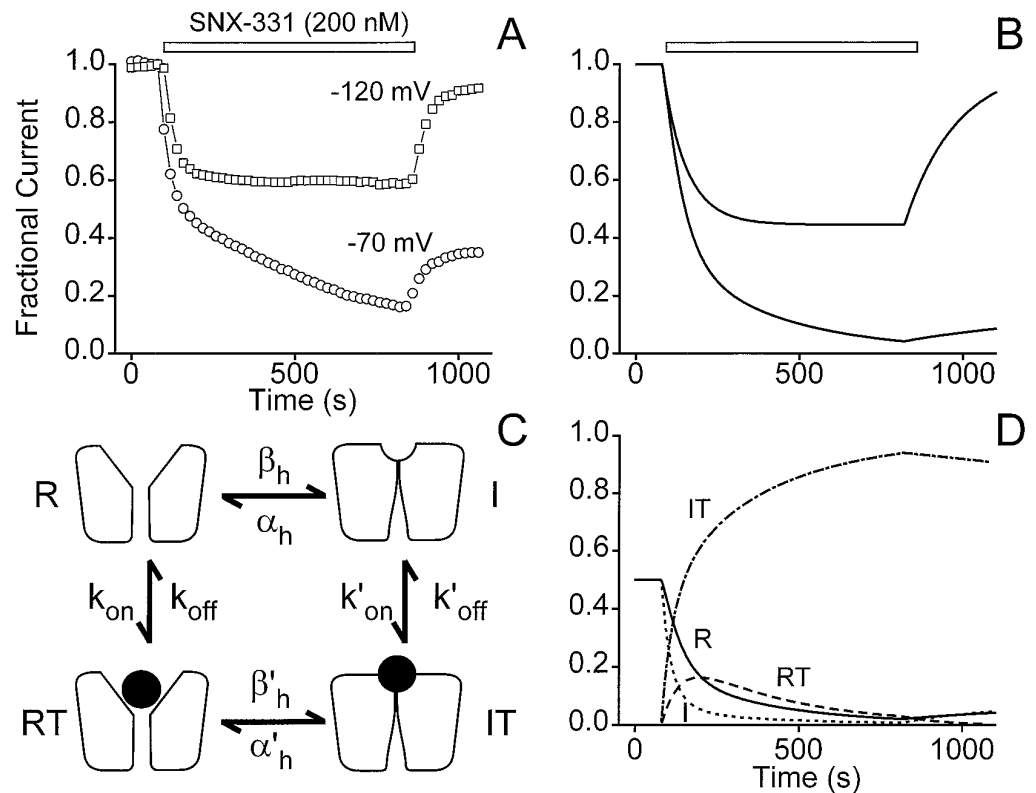 SNX-331 (200 nM)
A
B
1.0
0.8
0.6
0.4
0.2
0.0
Fractional Current
-120 mV
-70 mV
0
500
1000
Time (s)
0
500
1000
1.0
0.8
0.6
0.4
0.2
0.0
C
D
R
βh
αh
I
kon
koff
k'on
k'off
RT
β'h
α'h
IT
1.0
0.8
0.6
0.4
0.2
0.0
IT
R
RT
I
0
500
1000
Time (s)